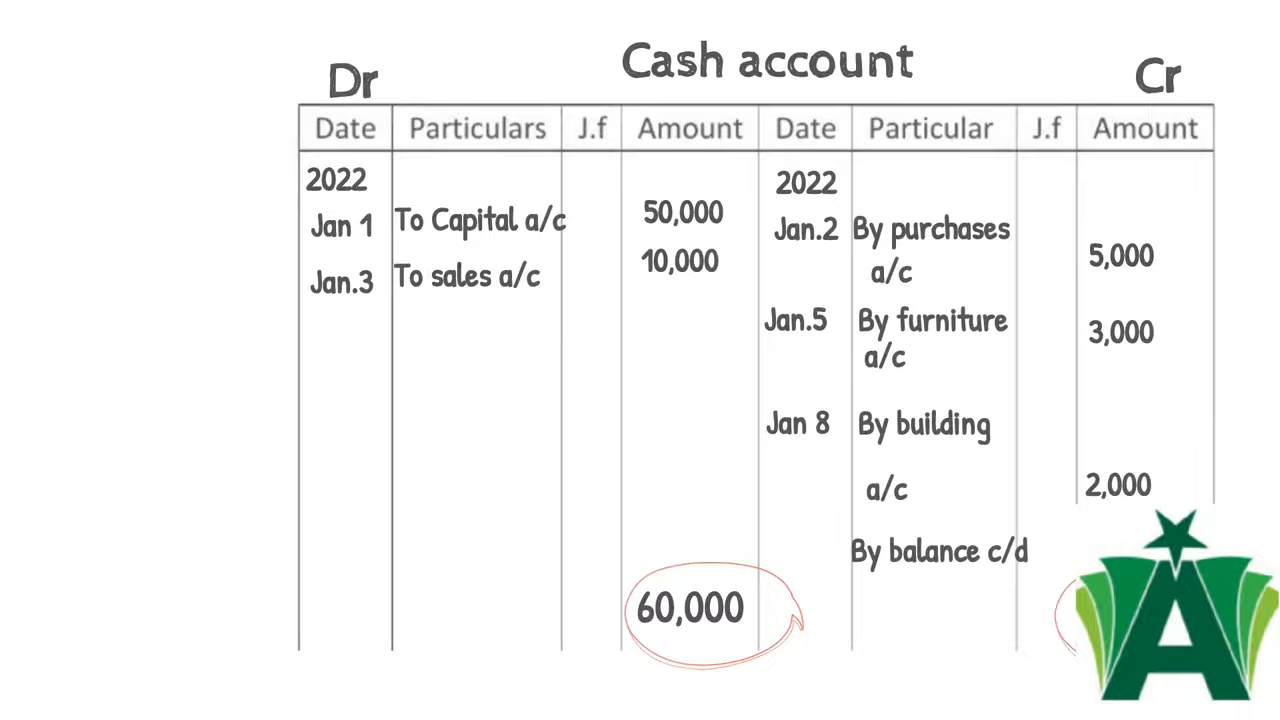 Cash account
Dr Cr
Date Particulars J.f Amount Date Particular J.f Amount
2022 2022
Jan 1 To Capital a/c 50,000 Jan.2 By purchases
a/c 5,000
Jan.3 To sales a/c 10,000
Jan.5 By furniture
a/c 3,000
Jan 8 By building
a/c 2,000
By balance c/d
60,000
A